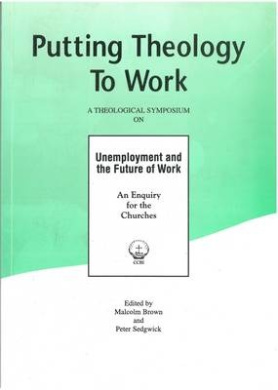 Putting Theology
To Work
A THEOLOGICAL SYMPOSIUM
ON
Unemployment and
the Future of Work
An Enquiry
for the
Churches
CCBI
Edited by
Malcolm Brown
and
Peter Sedgwick